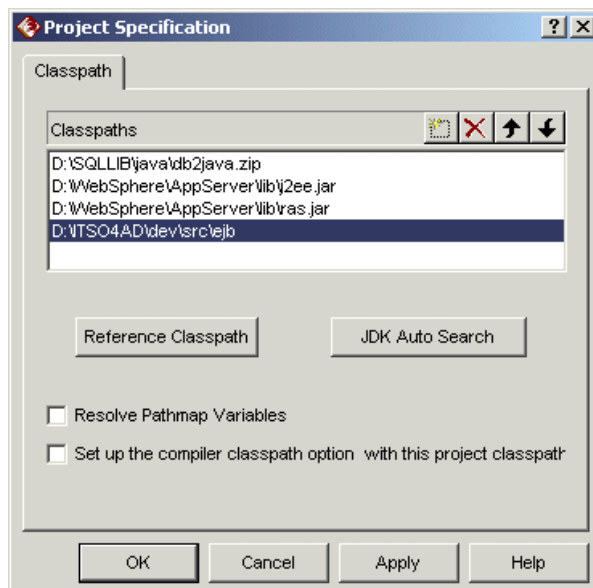 Project Specification
Classpath
Classpaths
D:\SQLLIB\java\db2java.zip
D:\WebSphere\AppServer\lib\j2ee.jar
D:\WebSphere\AppServer\lib\ras.jar
D:\ITSO4AD\dev\src\ejb
Reference Classpath JDK Auto Search
Resolve Pathmap Variables
Set up the compiler classpath option with this project classpath
OK Cancel Apply Help